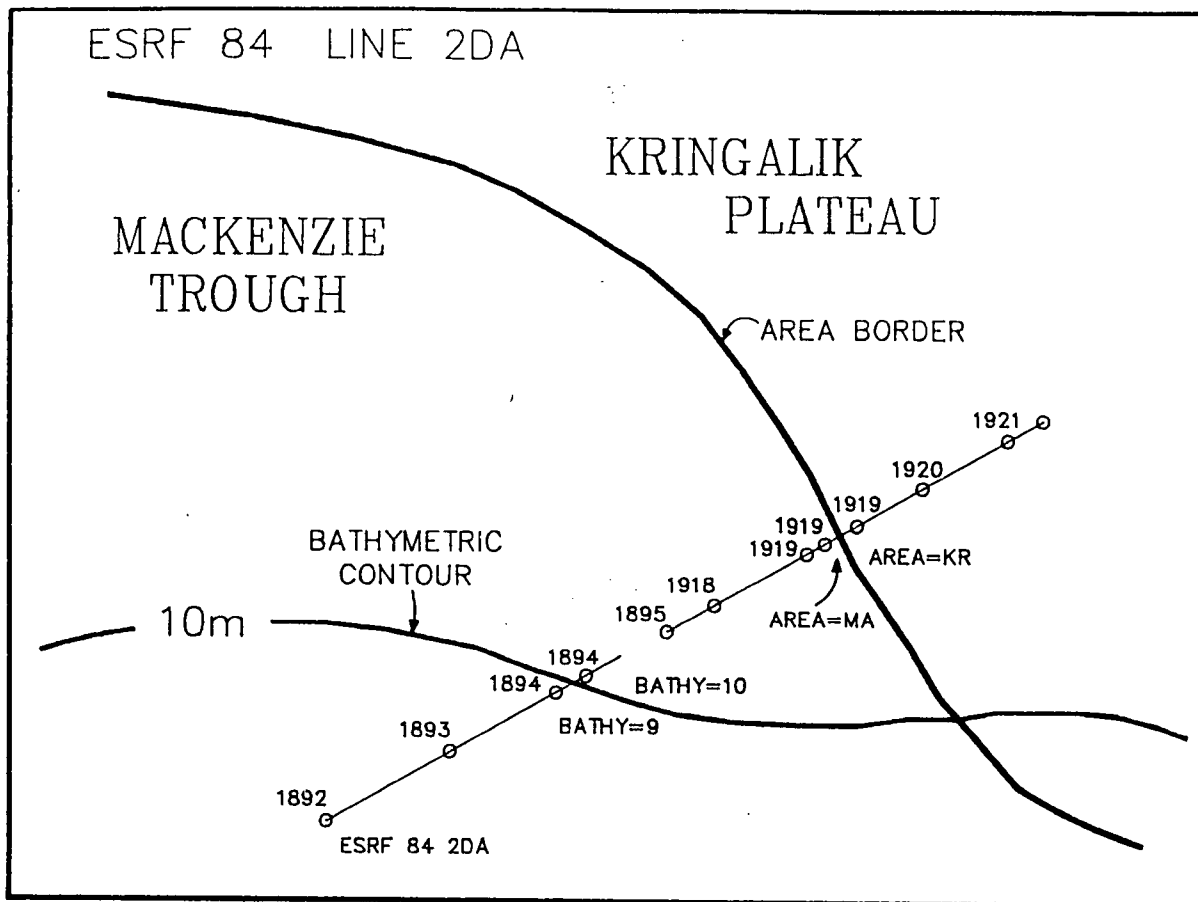 ESRF 84 LINE 2DA
KRINGALIK
PLATEAU
MACKENZIE
TROUGH
AREA BORDER
1921
1920
1919
1919
1919
AREA=KR
BATHYMETRIC
CONTOUR
1918
1895
AREA=MA
10m
1894
1894
BATHY=10
BATHY=9
1893
1892
ESRF 84 2DA